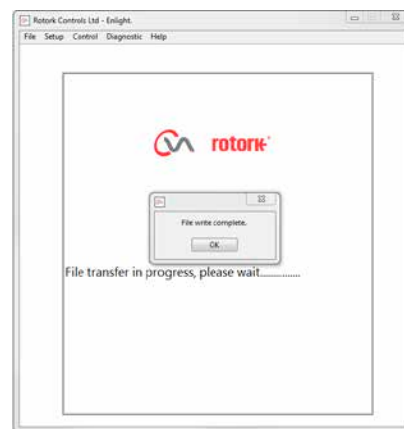 Rotork Controls Ltd - Enlight.
File Setup Control Diagnostic Help
rotork
File write complete.
OK
File transfer in progress, please wait..............